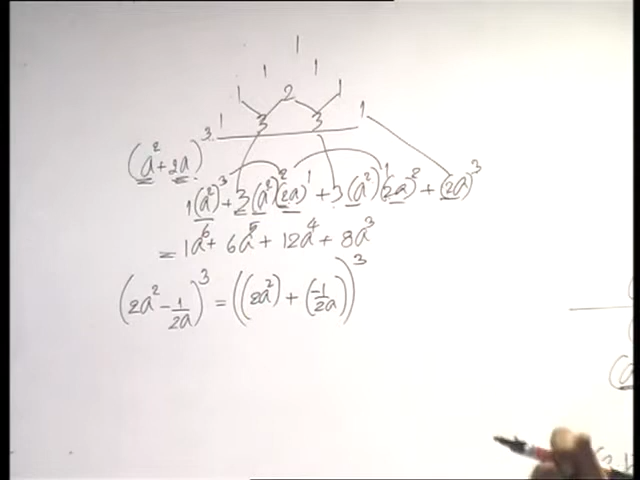 1
1 1
1 2 1
1 3 3 1
(a² + 2a)³
1(a²)³ + 3(a²)²(2a)¹ + 3(a²)¹(2a)² + (2a)³
= 1a⁶ + 6a⁵ + 12a⁴ + 8a³
(2a² - 1/2a)³ = ((2a²) + (-1/2a))³